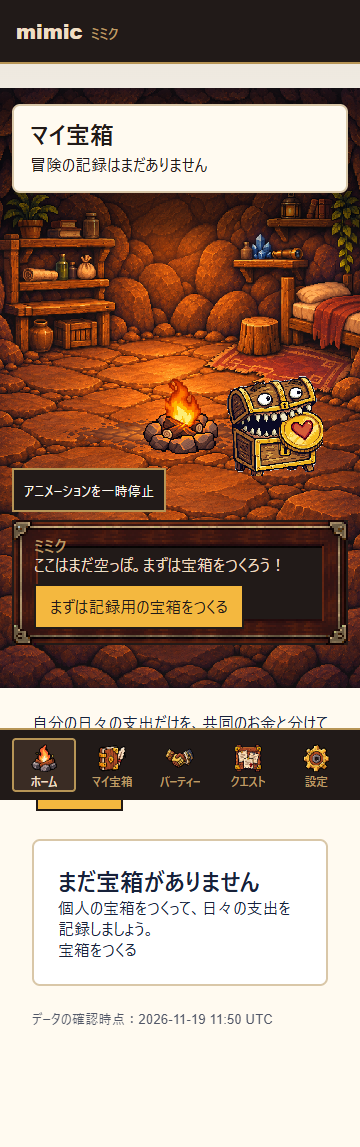 mimic ミミク
マイ宝箱
冒険の記録はまだありません
アニメーションを一時停止
ミミク
ここはまだ空っぽ。まずは宝箱をつくろう！
まずは記録用の宝箱をつくる
自分の日々の支出だけを、共同のお金と分けて
ホーム マイ宝箱 パーティー クエスト 設定
まだ宝箱がありません
個人の宝箱をつくって、日々の支出を
記録しましょう。
宝箱をつくる
データの確認時点：2026-11-19 11:50 UTC